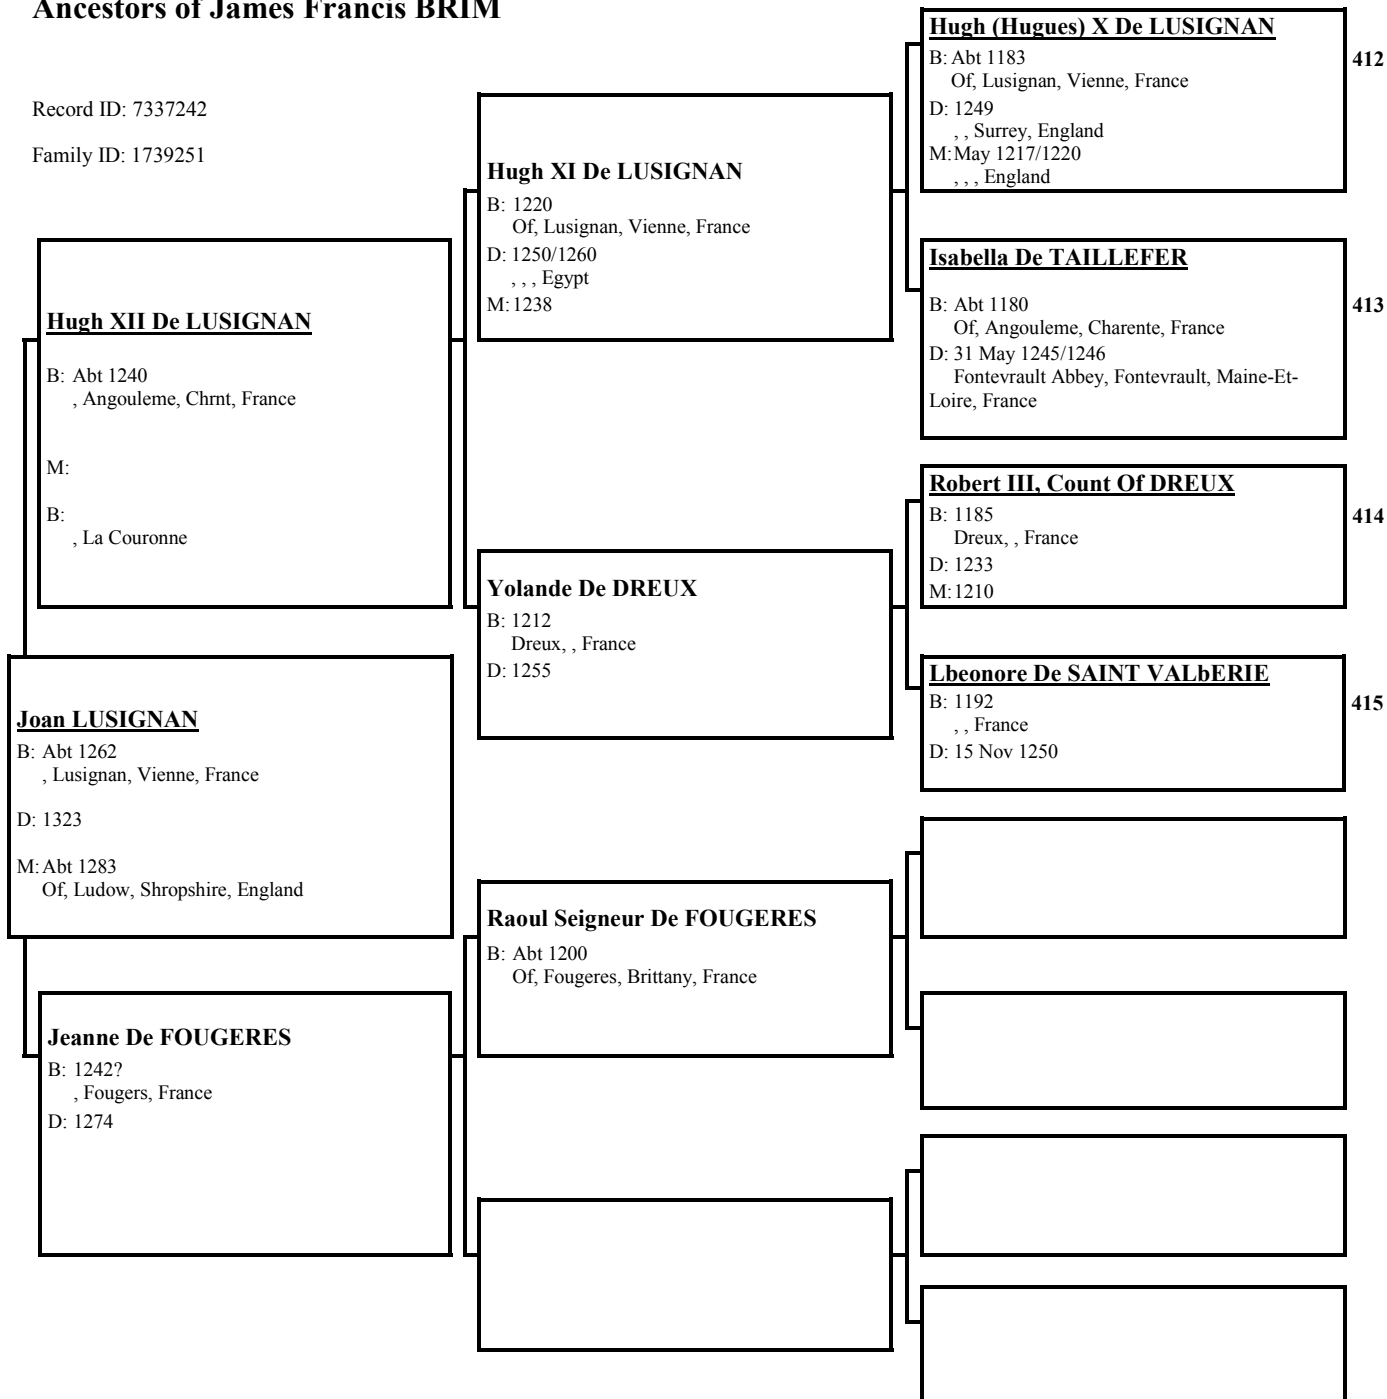 Ancestors of James Francis BRIM
Record ID: 7337242
Family ID: 1739251
Hugh XII De LUSIGNAN
B: Abt 1240
, Angouleme, Chrnt, France
M:
B:
, La Couronne
Joan LUSIGNAN
B: Abt 1262
, Lusignan, Vienne, France
D: 1323
M: Abt 1283
Of, Ludow, Shropshire, England
Jeanne De FOUGERES
B: 1242?
, Fougers, France
D: 1274
Hugh XI De LUSIGNAN
B: 1220
Of, Lusignan, Vienne, France
D: 1250/1260
, , , Egypt
M: 1238
Yolande De DREUX
B: 1212
Dreux, , France
D: 1255
Raoul Seigneur De FOUGERES
B: Abt 1200
Of, Fougeres, Brittany, France
Hugh (Hugues) X De LUSIGNAN
B: Abt 1183
Of, Lusignan, Vienne, France
D: 1249
, , Surrey, England
M: May 1217/1220
, , , England
412
Isabella De TAILLEFER
B: Abt 1180
Of, Angouleme, Charente, France
D: 31 May 1245/1246
Fontevrault Abbey, Fontevrault, Maine-Et-
Loire, France
413
Robert III, Count Of DREUX
B: 1185
Dreux, , France
D: 1233
M: 1210
414
Lbeonore De SAINT VALbERIE
B: 1192
, , France
D: 15 Nov 1250
415